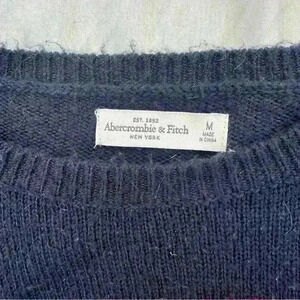 EST. 1892
Abercrombie & Fitch
NEW YORK
M
MADE
IN CHINA